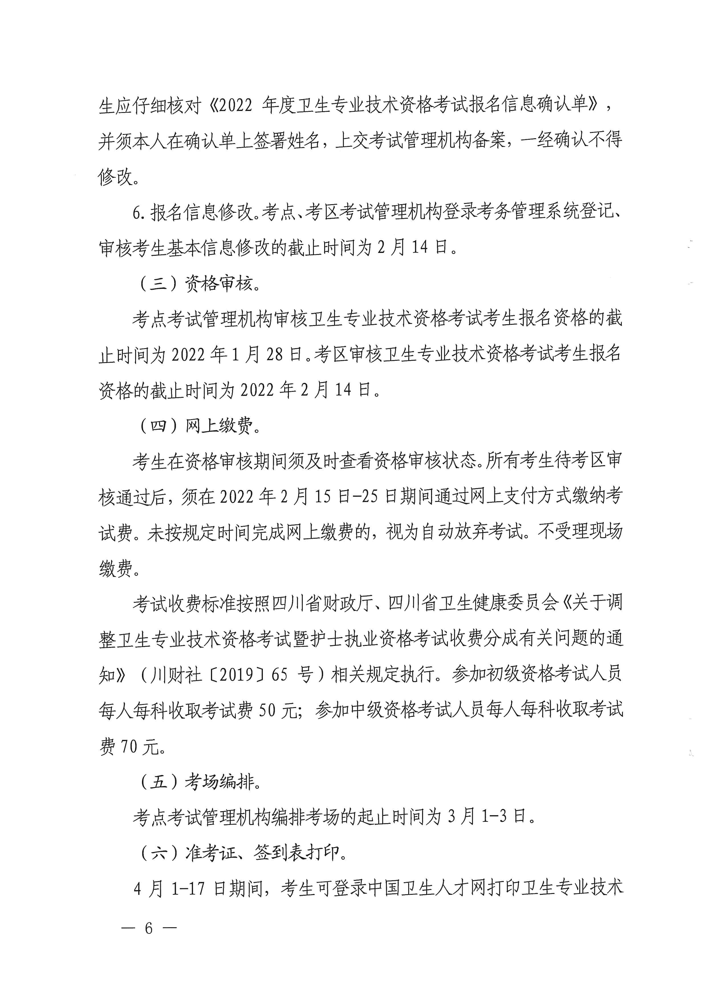 生应仔细核对《2022 年度卫生专业技术资格考试报名信息确认单》，
并须本人在确认单上签署姓名，上交考试管理机构备案，一经确认不得
修改。
6. 报名信息修改。考点、考区考试管理机构登录考务管理系统登记、
审核考生基本信息修改的截止时间为 2 月 14 日。
（三）资格审核。
考点考试管理机构审核卫生专业技术资格考试考生报名资格的截
止时间为 2022 年 1 月 28 日。考区审核卫生专业技术资格考试考生报名
资格的截止时间为 2022 年 2 月 14 日。
（四）网上缴费。
考生在资格审核期间须及时查看资格审核状态。所有考生待考区审
核通过后，须在 2022 年 2 月 15 日-25 日期间通过网上支付方式缴纳考
试费。未按规定时间完成网上缴费的，视为自动放弃考试。不受理现场
缴费。
考试收费标准按照四川省财政厅、四川省卫生健康委员会《关于调
整卫生专业技术资格考试暨护士执业资格考试收费分成有关问题的通
知》（川财社〔2019〕65 号）相关规定执行。参加初级资格考试人员
每人每科收取考试费 50 元；参加中级资格考试人员每人每科收取考试
费 70 元。
（五）考场编排。
考点考试管理机构编排考场的起止时间为 3 月 1-3 日。
（六）准考证、签到表打印。
4 月 1-17 日期间，考生可登录中国卫生人才网打印卫生专业技术
— 6 —